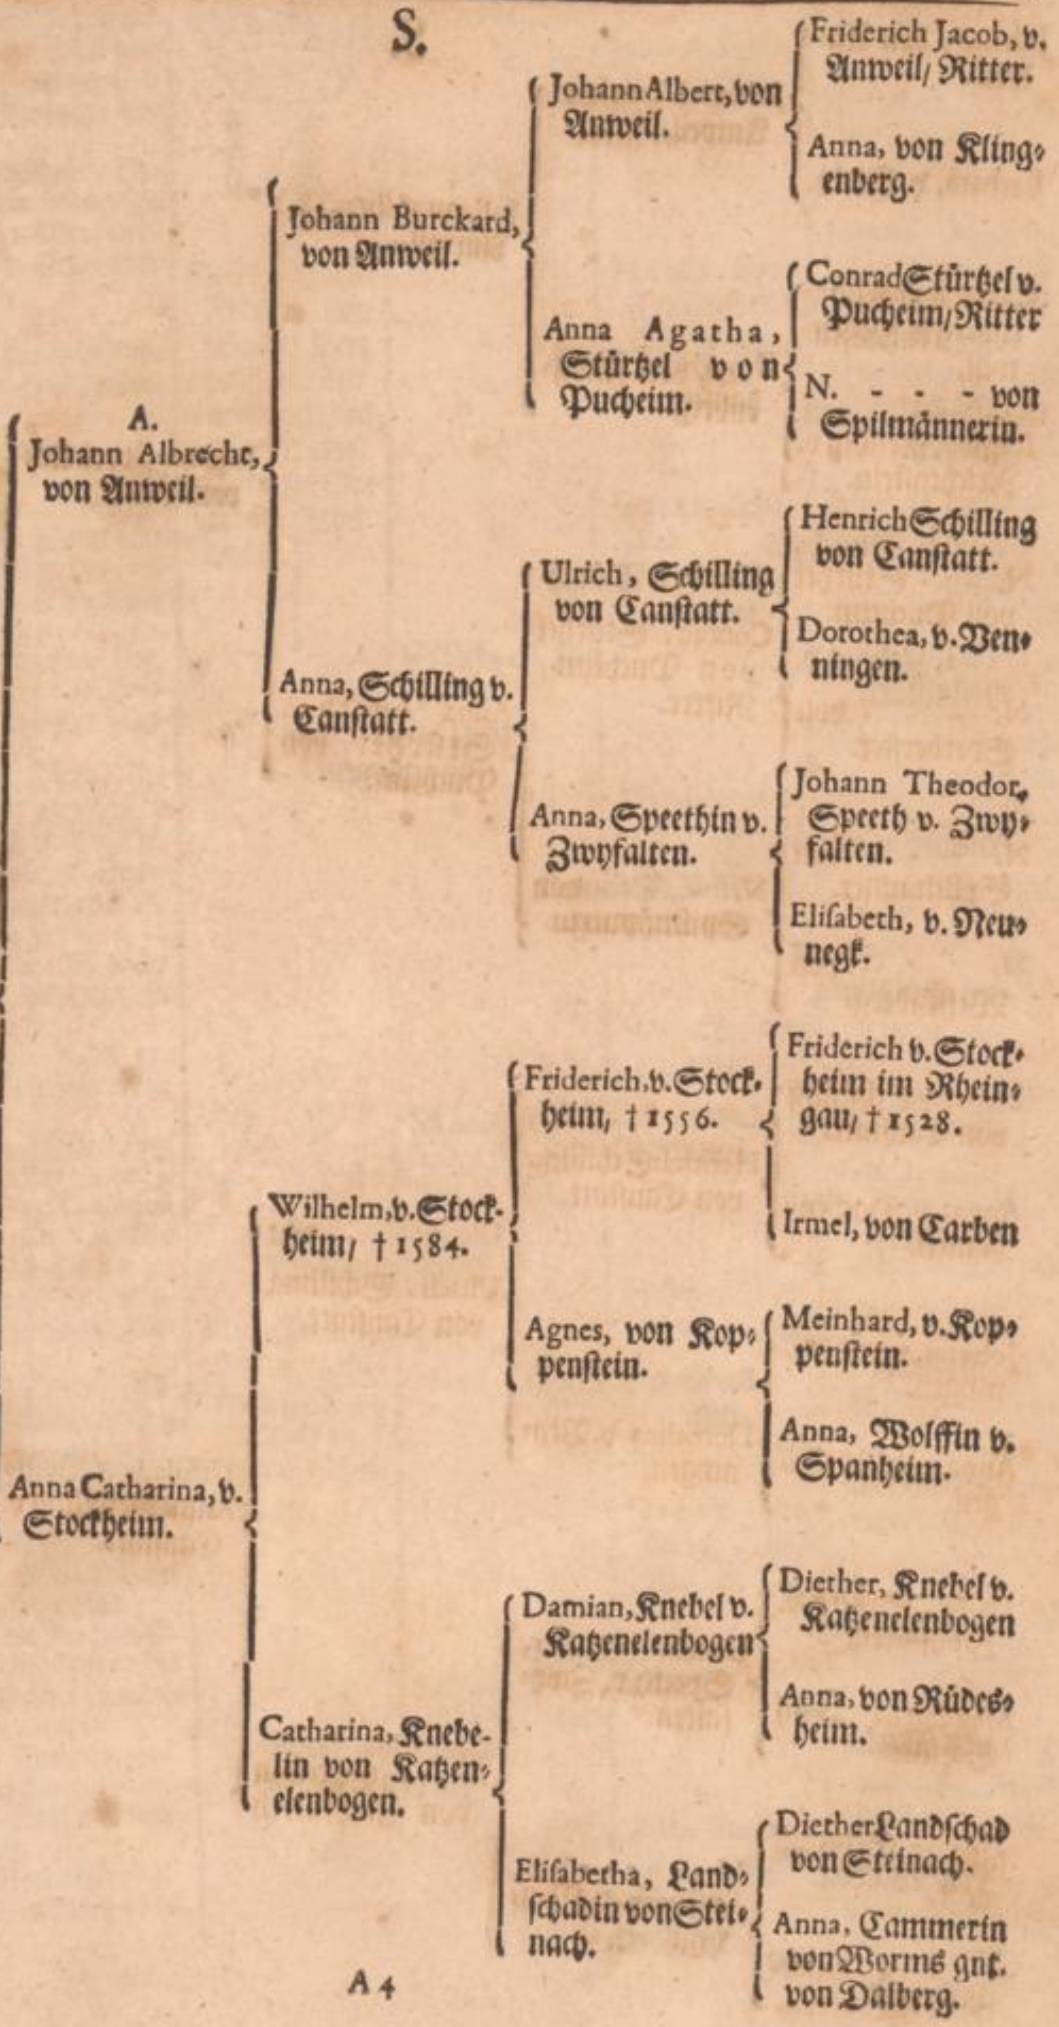 S.
A.
Johann Albrecht,
von Anweil.
Anna Catharina, v.
Stockheim.
Johann Burckard,
von Anweil.
Anna, Schilling v.
Canstatt.
Wilhelm, v. Stock-
heim, † 1584.
Catharina, Knebe-
lin von Katzen-
elenbogen.
Johann Albert, von
Anweil.
Anna Agatha,
Stürtzel von
Pucheim.
Ulrich, Schilling
von Canstatt.
Anna, Speethin v.
Zwyfalten.
Friderich, v. Stock-
heim, † 1556.
Agnes, von Kop-
penstein.
Damian, Knebel v.
Katzenelenbogen
Elisabetha, Land-
schadin von Stei-
nach.
Friderich Jacob, v.
Anweil, Ritter.
Anna, von Kling-
enberg.
Conrad Stürtzel v.
Pucheim, Ritter
N. - - - von
Spilmännerin.
Henrich Schilling
von Canstatt.
Dorothea, v. Ven-
ningen.
Johann Theodor,
Speeth v. Zwy-
falten.
Elisabeth, v. Neu-
negk.
Friderich v. Stock-
heim im Rhein-
gau, † 1528.
Irmel, von Carben
Meinhard, v. Kop-
penstein.
Anna, Wolffin v.
Spanheim.
Diether, Knebel v.
Katzenelenbogen
Anna, von Rüdes-
heim.
Diether Landschad
von Steinach.
Anna, Cammerin
von Worms gnt.
von Dalberg.
A 4